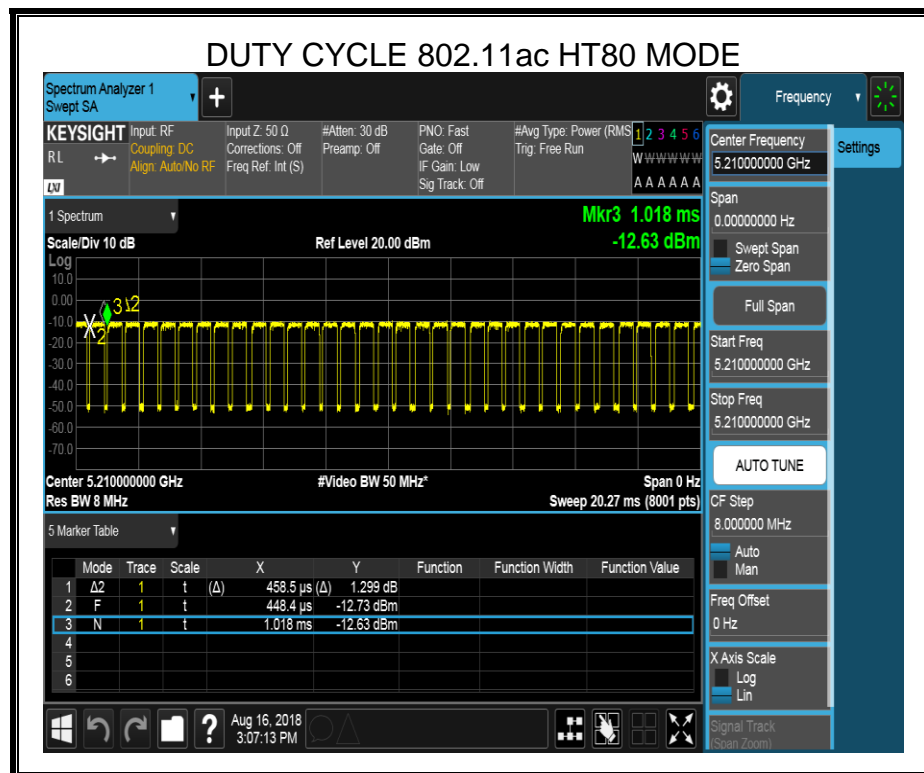 DUTY CYCLE 802.11ac HT80 MODE
Spectrum Analyzer 1
Swept SA
+
Frequency
KEYSIGHT
RL
LXI
Input: RF
Coupling: DC
Align: Auto/No RF
Input Z: 50 Ω
Corrections: Off
Freq Ref: Int (S)
#Atten: 30 dB
Preamp: Off
PNO: Fast
Gate: Off
IF Gain: Low
Sig Track: Off
#Avg Type: Power (RMS
Trig: Free Run
1 2 3 4 5 6
W W W W W W
A A A A A A
Center Frequency
5.210000000 GHz
Settings
Span
0.00000000 Hz
Swept Span
Zero Span
Full Span
Start Freq
5.210000000 GHz
Stop Freq
5.210000000 GHz
AUTO TUNE
CF Step
8.000000 MHz
Auto
Man
Freq Offset
0 Hz
X Axis Scale
Log
Lin
Signal Track
(Span Zoom)
1 Spectrum
Mkr3 1.018 ms
Scale/Div 10 dB
Ref Level 20.00 dBm
-12.63 dBm
Log
10.0
0.00
-10.0
-20.0
-30.0
-40.0
-50.0
-60.0
-70.0
3
1Δ2
X2
Center 5.210000000 GHz
#Video BW 50 MHz*
Span 0 Hz
Res BW 8 MHz
Sweep 20.27 ms (8001 pts)
5 Marker Table
Mode Trace Scale X Y Function Function Width Function Value
1 Δ2 1 t (Δ) 458.5 µs (Δ) 1.299 dB
2 F 1 t 448.4 µs -12.73 dBm
3 N 1 t 1.018 ms -12.63 dBm
4
5
6
?
Aug 16, 2018
3:07:13 PM